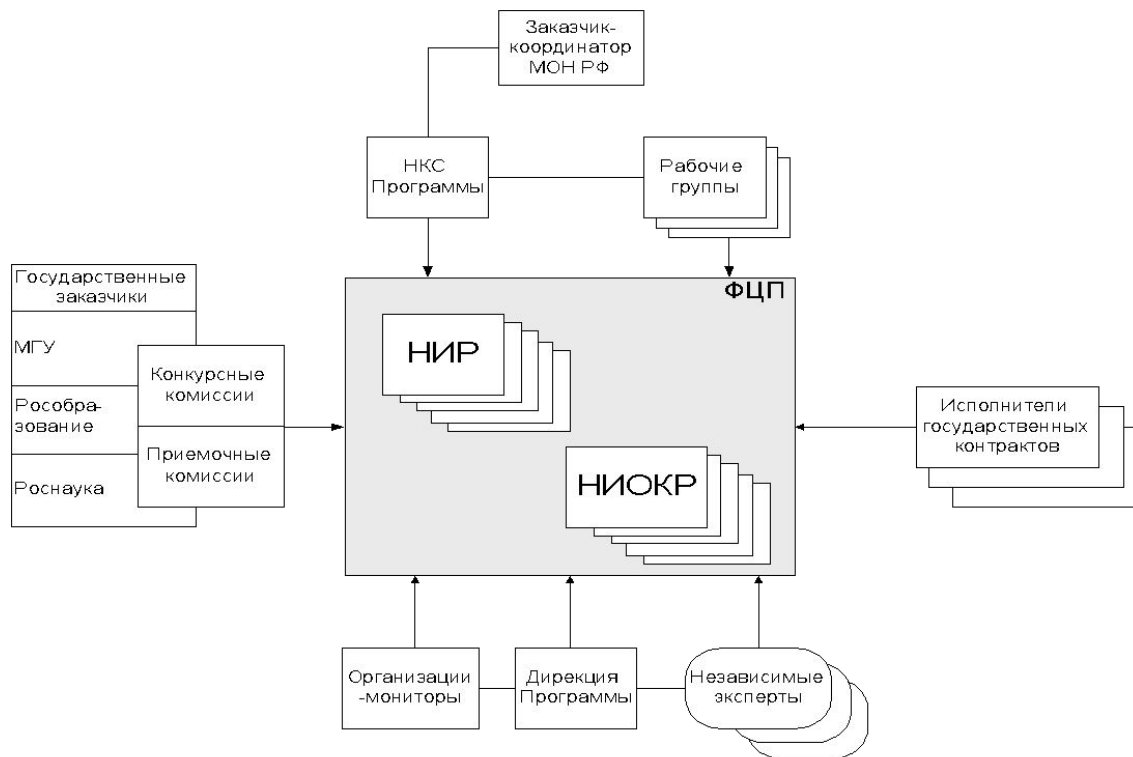 Заказчик-
координатор
МОН РФ
НКС
Программы
Рабочие
группы
Государственные
заказчики
МГУ
Рособра-
зование
Роснаука
Конкурсные
комиссии
Приемочные
комиссии
ФЦП
НИР
НИОКР
Исполнители
государственных
контрактов
Организации
-мониторы
Дирекция
Программы
Независимые
эксперты